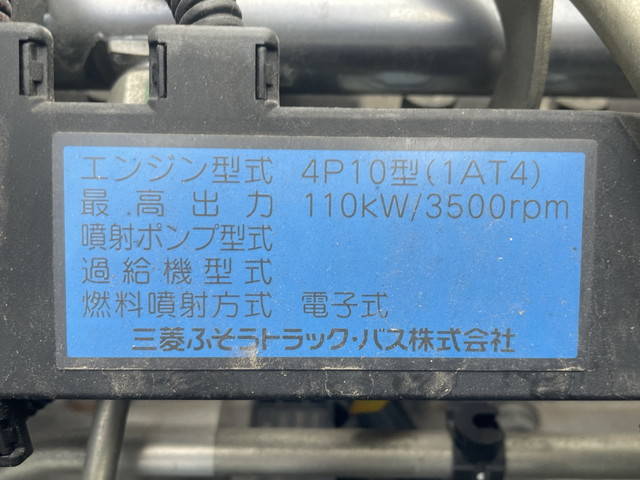 エンジン型式 4P10型(1AT4)
最高出力 110kW/3500rpm
噴射ポンプ型式
過給機型式
燃料噴射方式 電子式
三菱ふそうトラック・バス株式会社